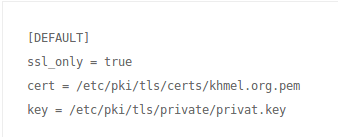 [DEFAULT]
ssl_only = true
cert = /etc/pki/tls/certs/khmel.org.pem
key = /etc/pki/tls/private/privat.key